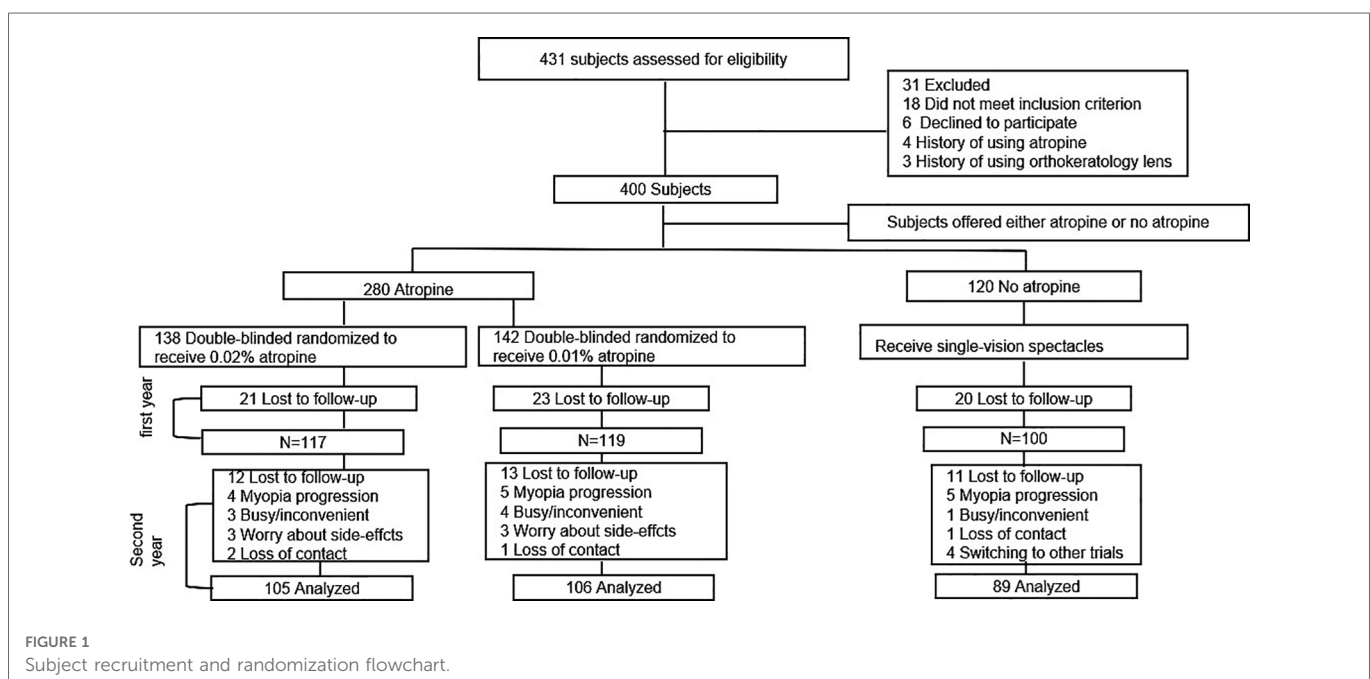 431 subjects assessed for eligibility
31 Excluded
18 Did not meet inclusion criterion
6 Declined to participate
4 History of using atropine
3 History of using orthokeratology lens
400 Subjects
Subjects offered either atropine or no atropine
280 Atropine
120 No atropine
138 Double-blinded randomized to
receive 0.02% atropine
142 Double-blinded randomized to
receive 0.01% atropine
Receive single-vision spectacles
first year
21 Lost to follow-up
23 Lost to follow-up
20 Lost to follow-up
N=117
N=119
N=100
Second
year
12 Lost to follow-up
4 Myopia progression
3 Busy/inconvenient
3 Worry about side-effcts
2 Loss of contact
13 Lost to follow-up
5 Myopia progression
4 Busy/inconvenient
3 Worry about side-effcts
1 Loss of contact
11 Lost to follow-up
5 Myopia progression
1 Busy/inconvenient
1 Loss of contact
4 Switching to other trials
105 Analyzed
106 Analyzed
89 Analyzed
FIGURE 1
Subject recruitment and randomization flowchart.